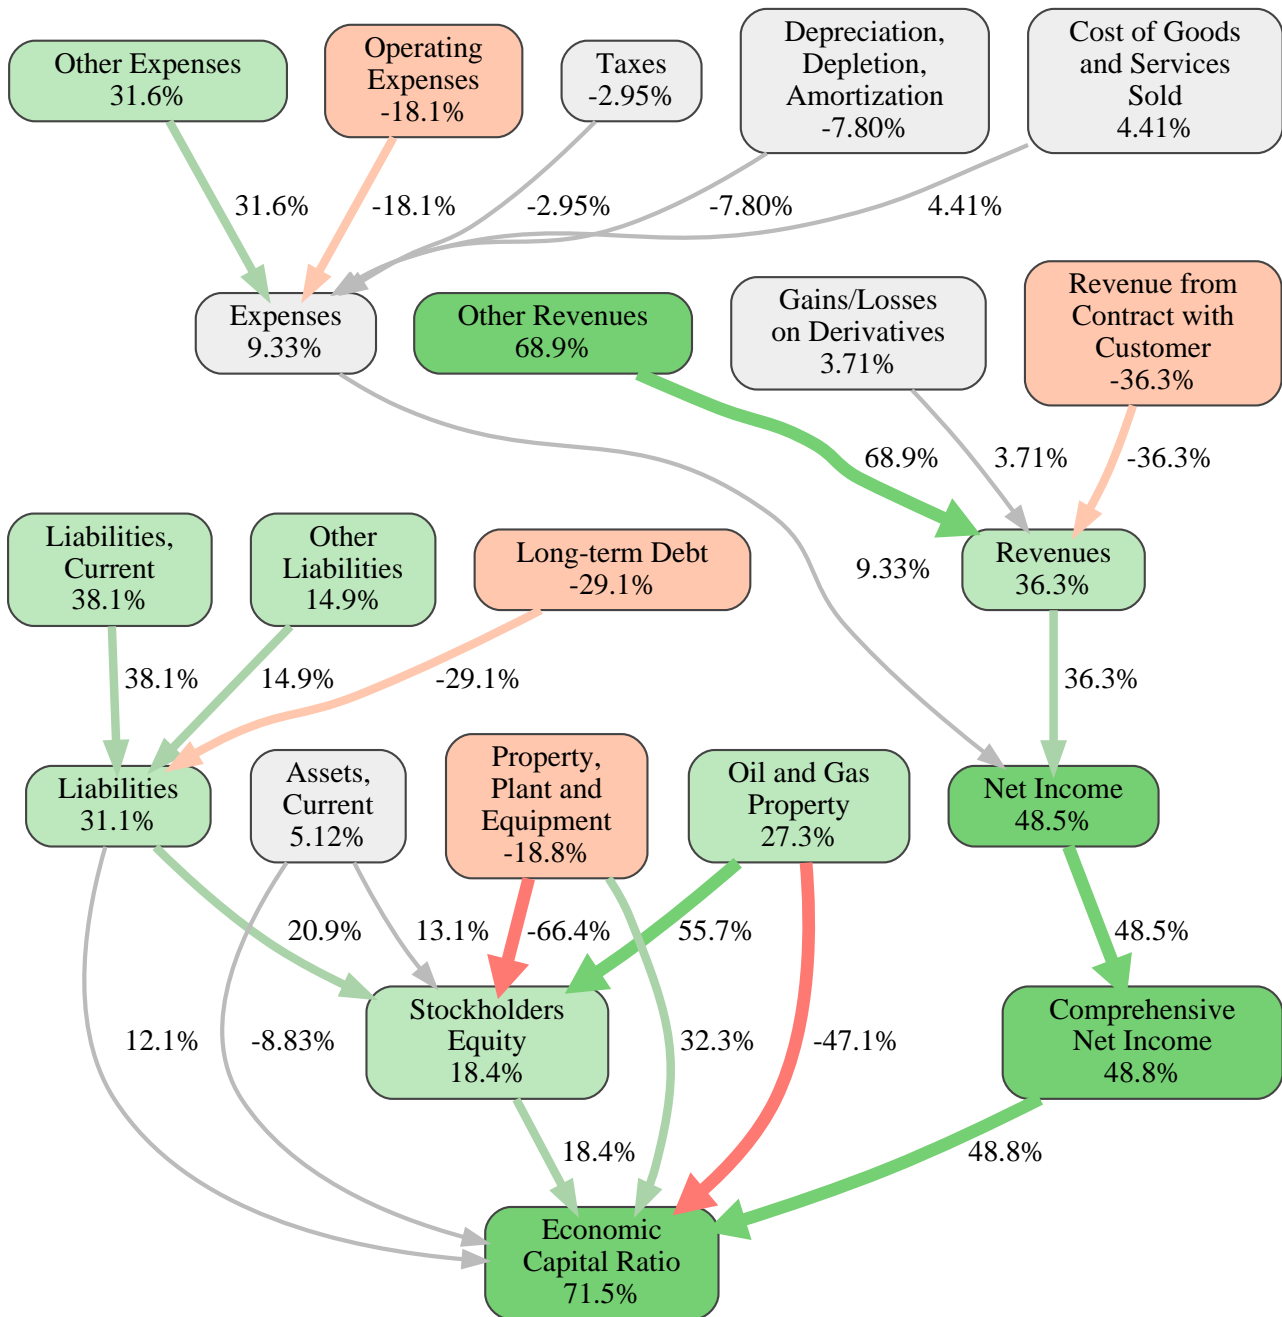 Other Expenses
31.6%
Operating
Expenses
-18.1%
Taxes
-2.95%
Depreciation,
Depletion,
Amortization
-7.80%
Cost of Goods
and Services
Sold
4.41%
31.6%
-18.1%
-2.95%
-7.80%
4.41%
Expenses
9.33%
Other Revenues
68.9%
Gains/Losses
on Derivatives
3.71%
Revenue from
Contract with
Customer
-36.3%
68.9%
3.71%
-36.3%
Liabilities,
Current
38.1%
Other
Liabilities
14.9%
Long-term Debt
-29.1%
9.33%
Revenues
36.3%
38.1%
14.9%
-29.1%
36.3%
Liabilities
31.1%
Assets,
Current
5.12%
Property,
Plant and
Equipment
-18.8%
Oil and Gas
Property
27.3%
Net Income
48.5%
20.9%
13.1%
-66.4%
55.7%
48.5%
12.1%
-8.83%
Stockholders
Equity
18.4%
32.3%
-47.1%
Comprehensive
Net Income
48.8%
18.4%
48.8%
Economic
Capital Ratio
71.5%